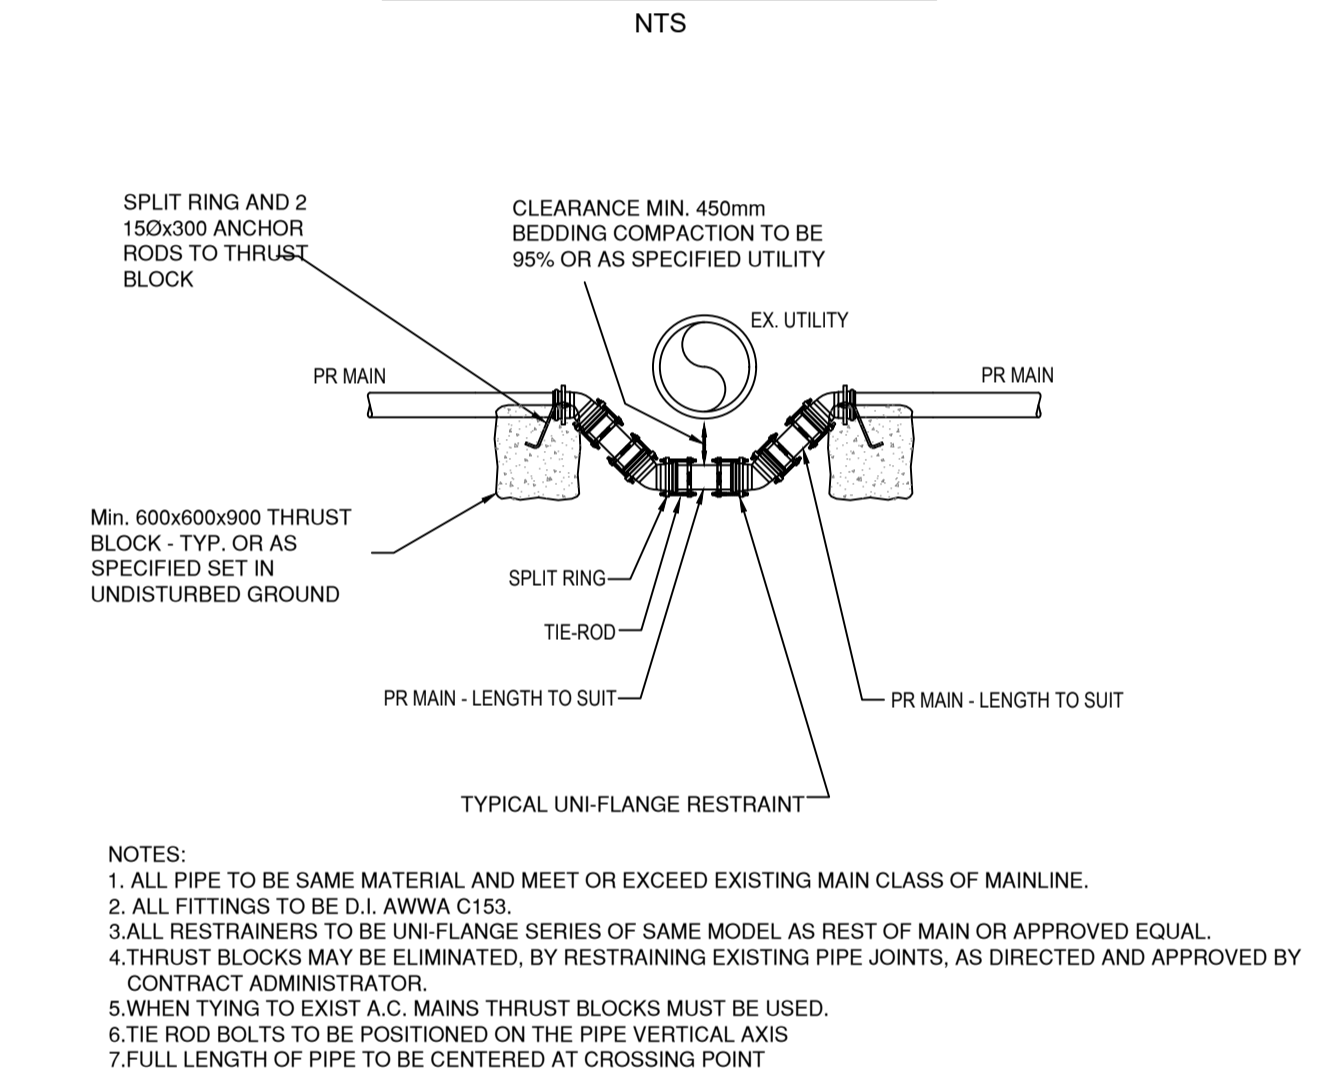 NTS
SPLIT RING AND 2
15Øx300 ANCHOR
RODS TO THRUST
BLOCK
CLEARANCE MIN. 450mm
BEDDING COMPACTION TO BE
95% OR AS SPECIFIED UTILITY
EX. UTILITY
PR MAIN
PR MAIN
Min. 600x600x900 THRUST
BLOCK - TYP. OR AS
SPECIFIED SET IN
UNDISTURBED GROUND
SPLIT RING
TIE-ROD
PR MAIN - LENGTH TO SUIT
PR MAIN - LENGTH TO SUIT
TYPICAL UNI-FLANGE RESTRAINT
NOTES:
1. ALL PIPE TO BE SAME MATERIAL AND MEET OR EXCEED EXISTING MAIN CLASS OF MAINLINE.
2. ALL FITTINGS TO BE D.I. AWWA C153.
3.ALL RESTRAINERS TO BE UNI-FLANGE SERIES OF SAME MODEL AS REST OF MAIN OR APPROVED EQUAL.
4.THRUST BLOCKS MAY BE ELIMINATED, BY RESTRAINING EXISTING PIPE JOINTS, AS DIRECTED AND APPROVED BY
CONTRACT ADMINISTRATOR.
5.WHEN TYING TO EXIST A.C. MAINS THRUST BLOCKS MUST BE USED.
6.TIE ROD BOLTS TO BE POSITIONED ON THE PIPE VERTICAL AXIS
7.FULL LENGTH OF PIPE TO BE CENTERED AT CROSSING POINT